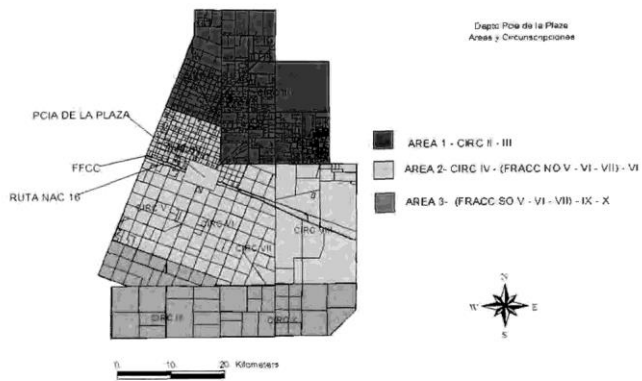 Depto Pcia de la Plaza
Areas y Circunscripciones
PCIA DE LA PLAZA
FFCC
RUTA NAC 16
AREA 1 - CIRC II - III
AREA 2- CIRC IV - (FRACC NO V - VI - VII) - VI
AREA 3- (FRACC SO V - VI - VII) - IX - X
CIRC V
CIRC VI
CIRC VII
CIRC VIII
CIRC X
N
W
E
S
0
10
20 Kilometers